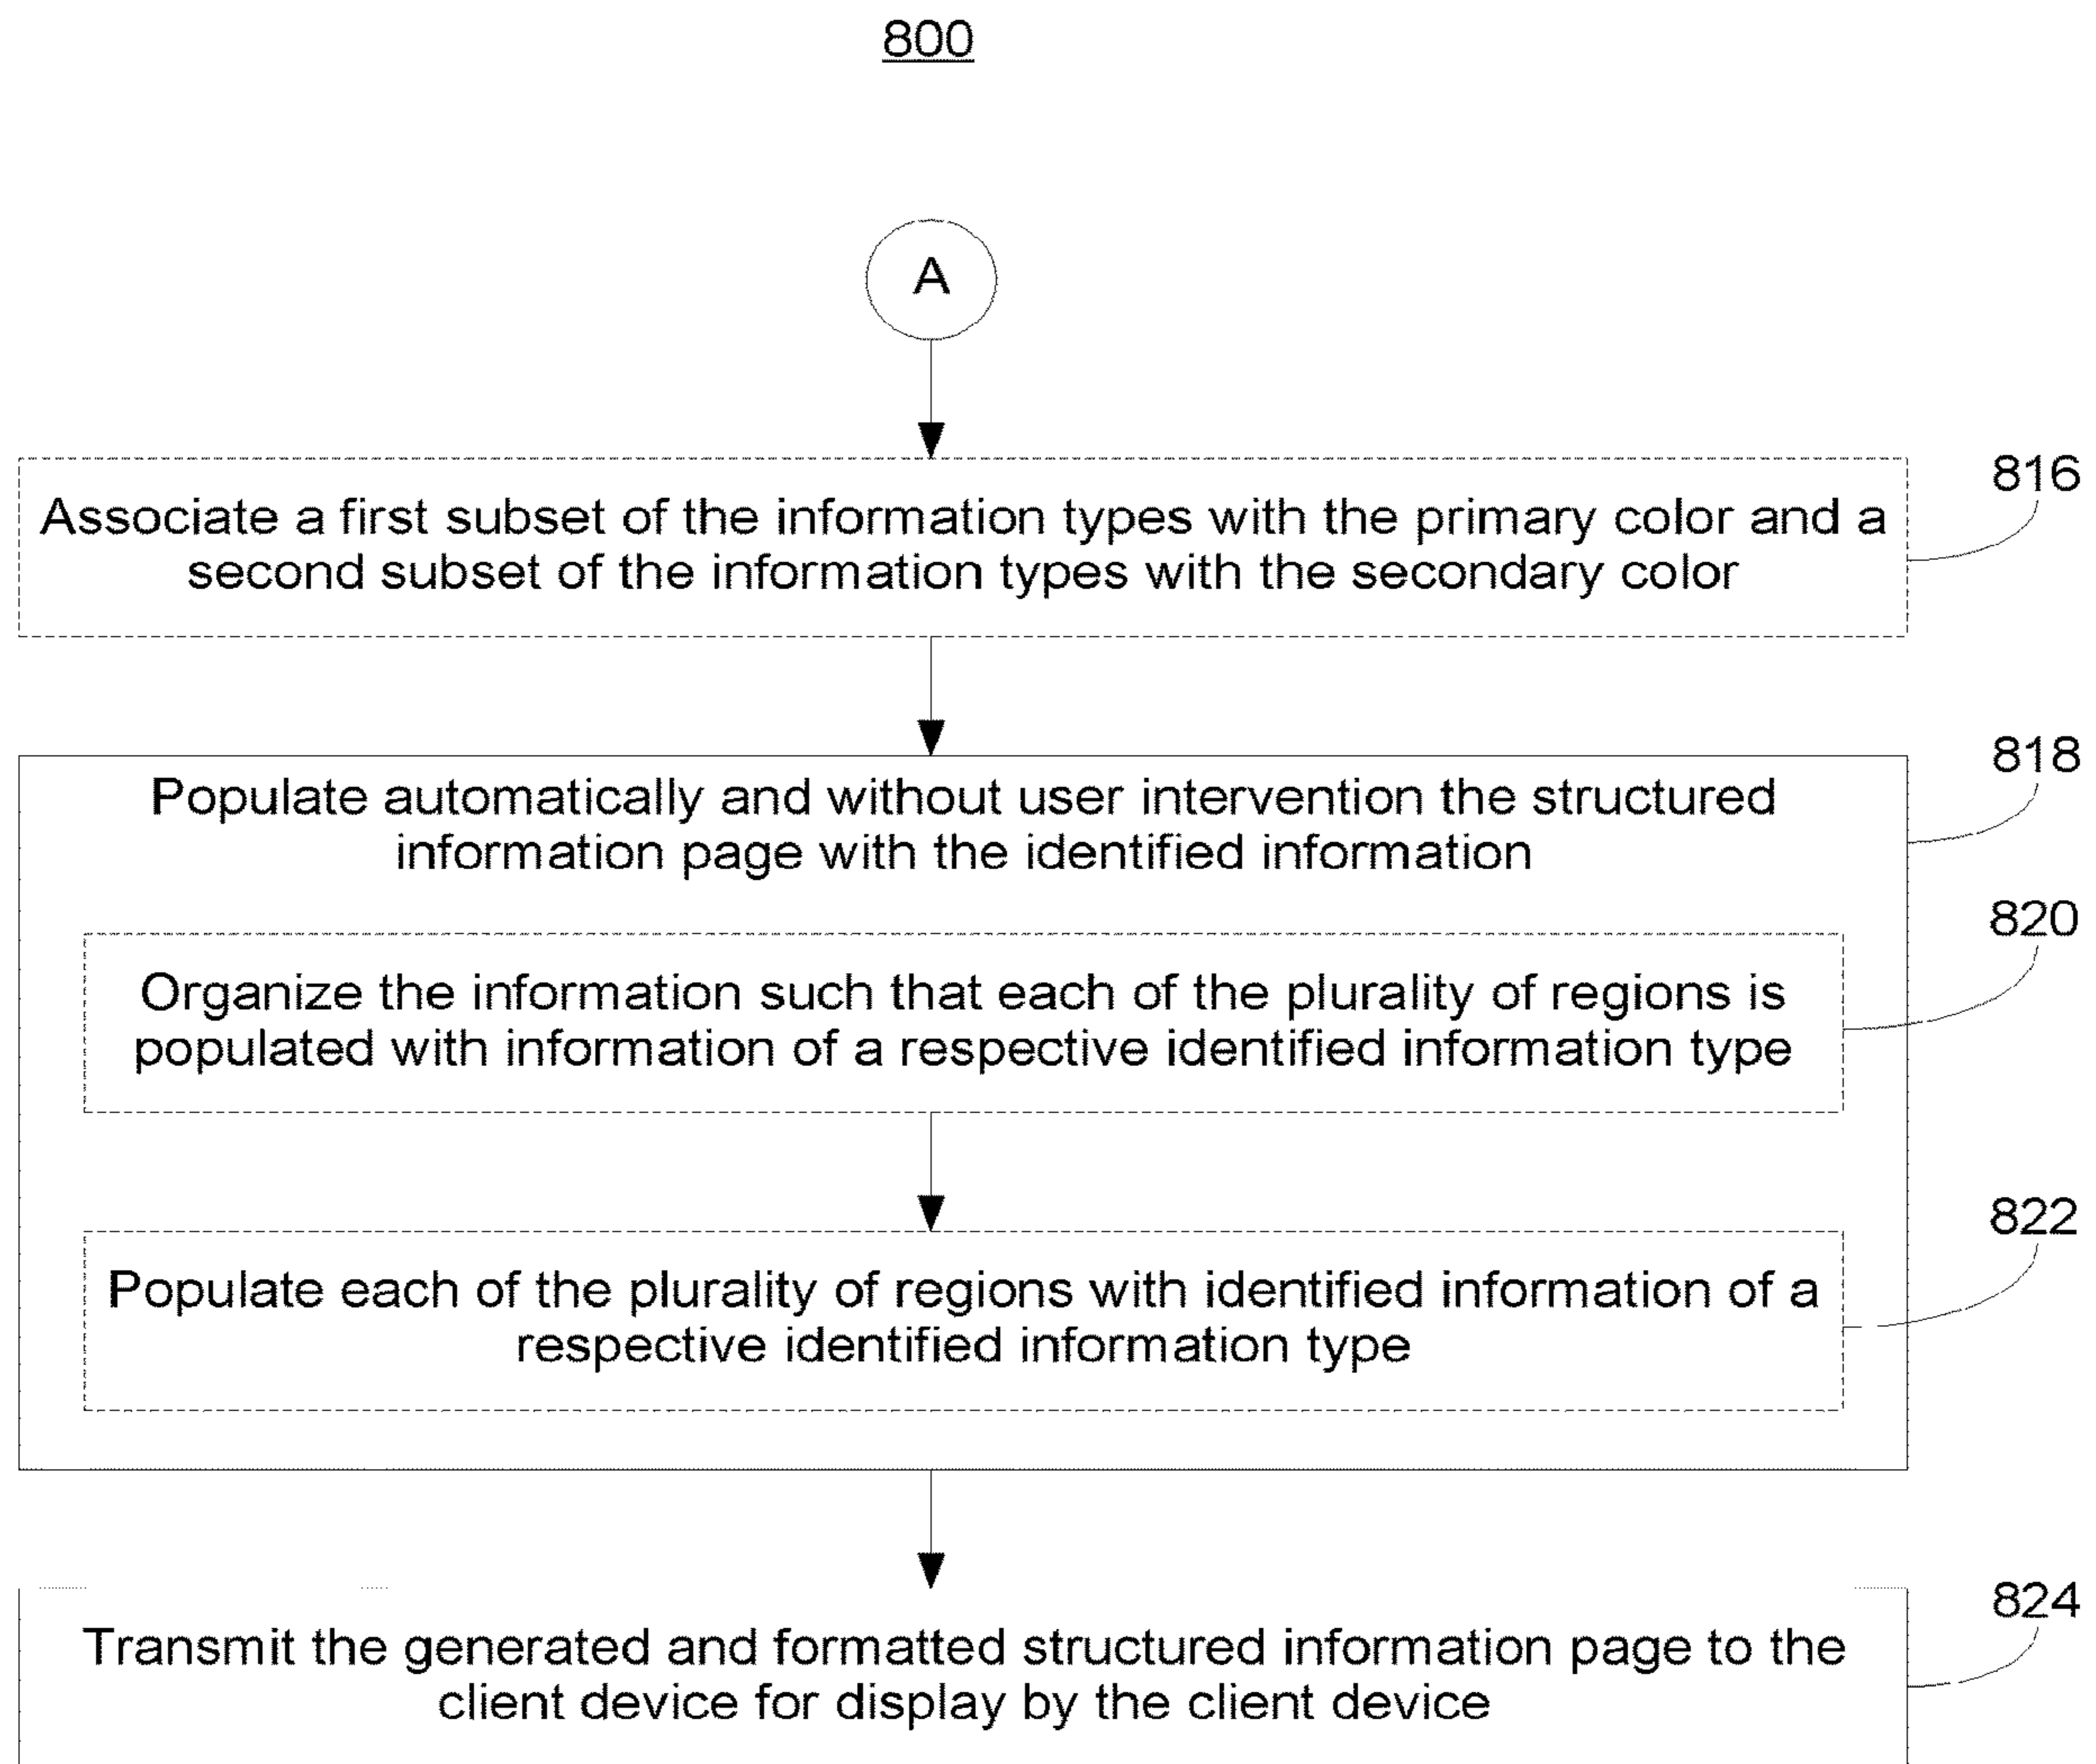 800
A
816
Associate a first subset of the information types with the primary color and a
second subset of the information types with the secondary color
818
Populate automatically and without user intervention the structured
information page with the identified information
820
Organize the information such that each of the plurality of regions is
populated with information of a respective identified information type
822
Populate each of the plurality of regions with identified information of a
respective identified information type
824
Transmit the generated and formatted structured information page to the
client device for display by the client device